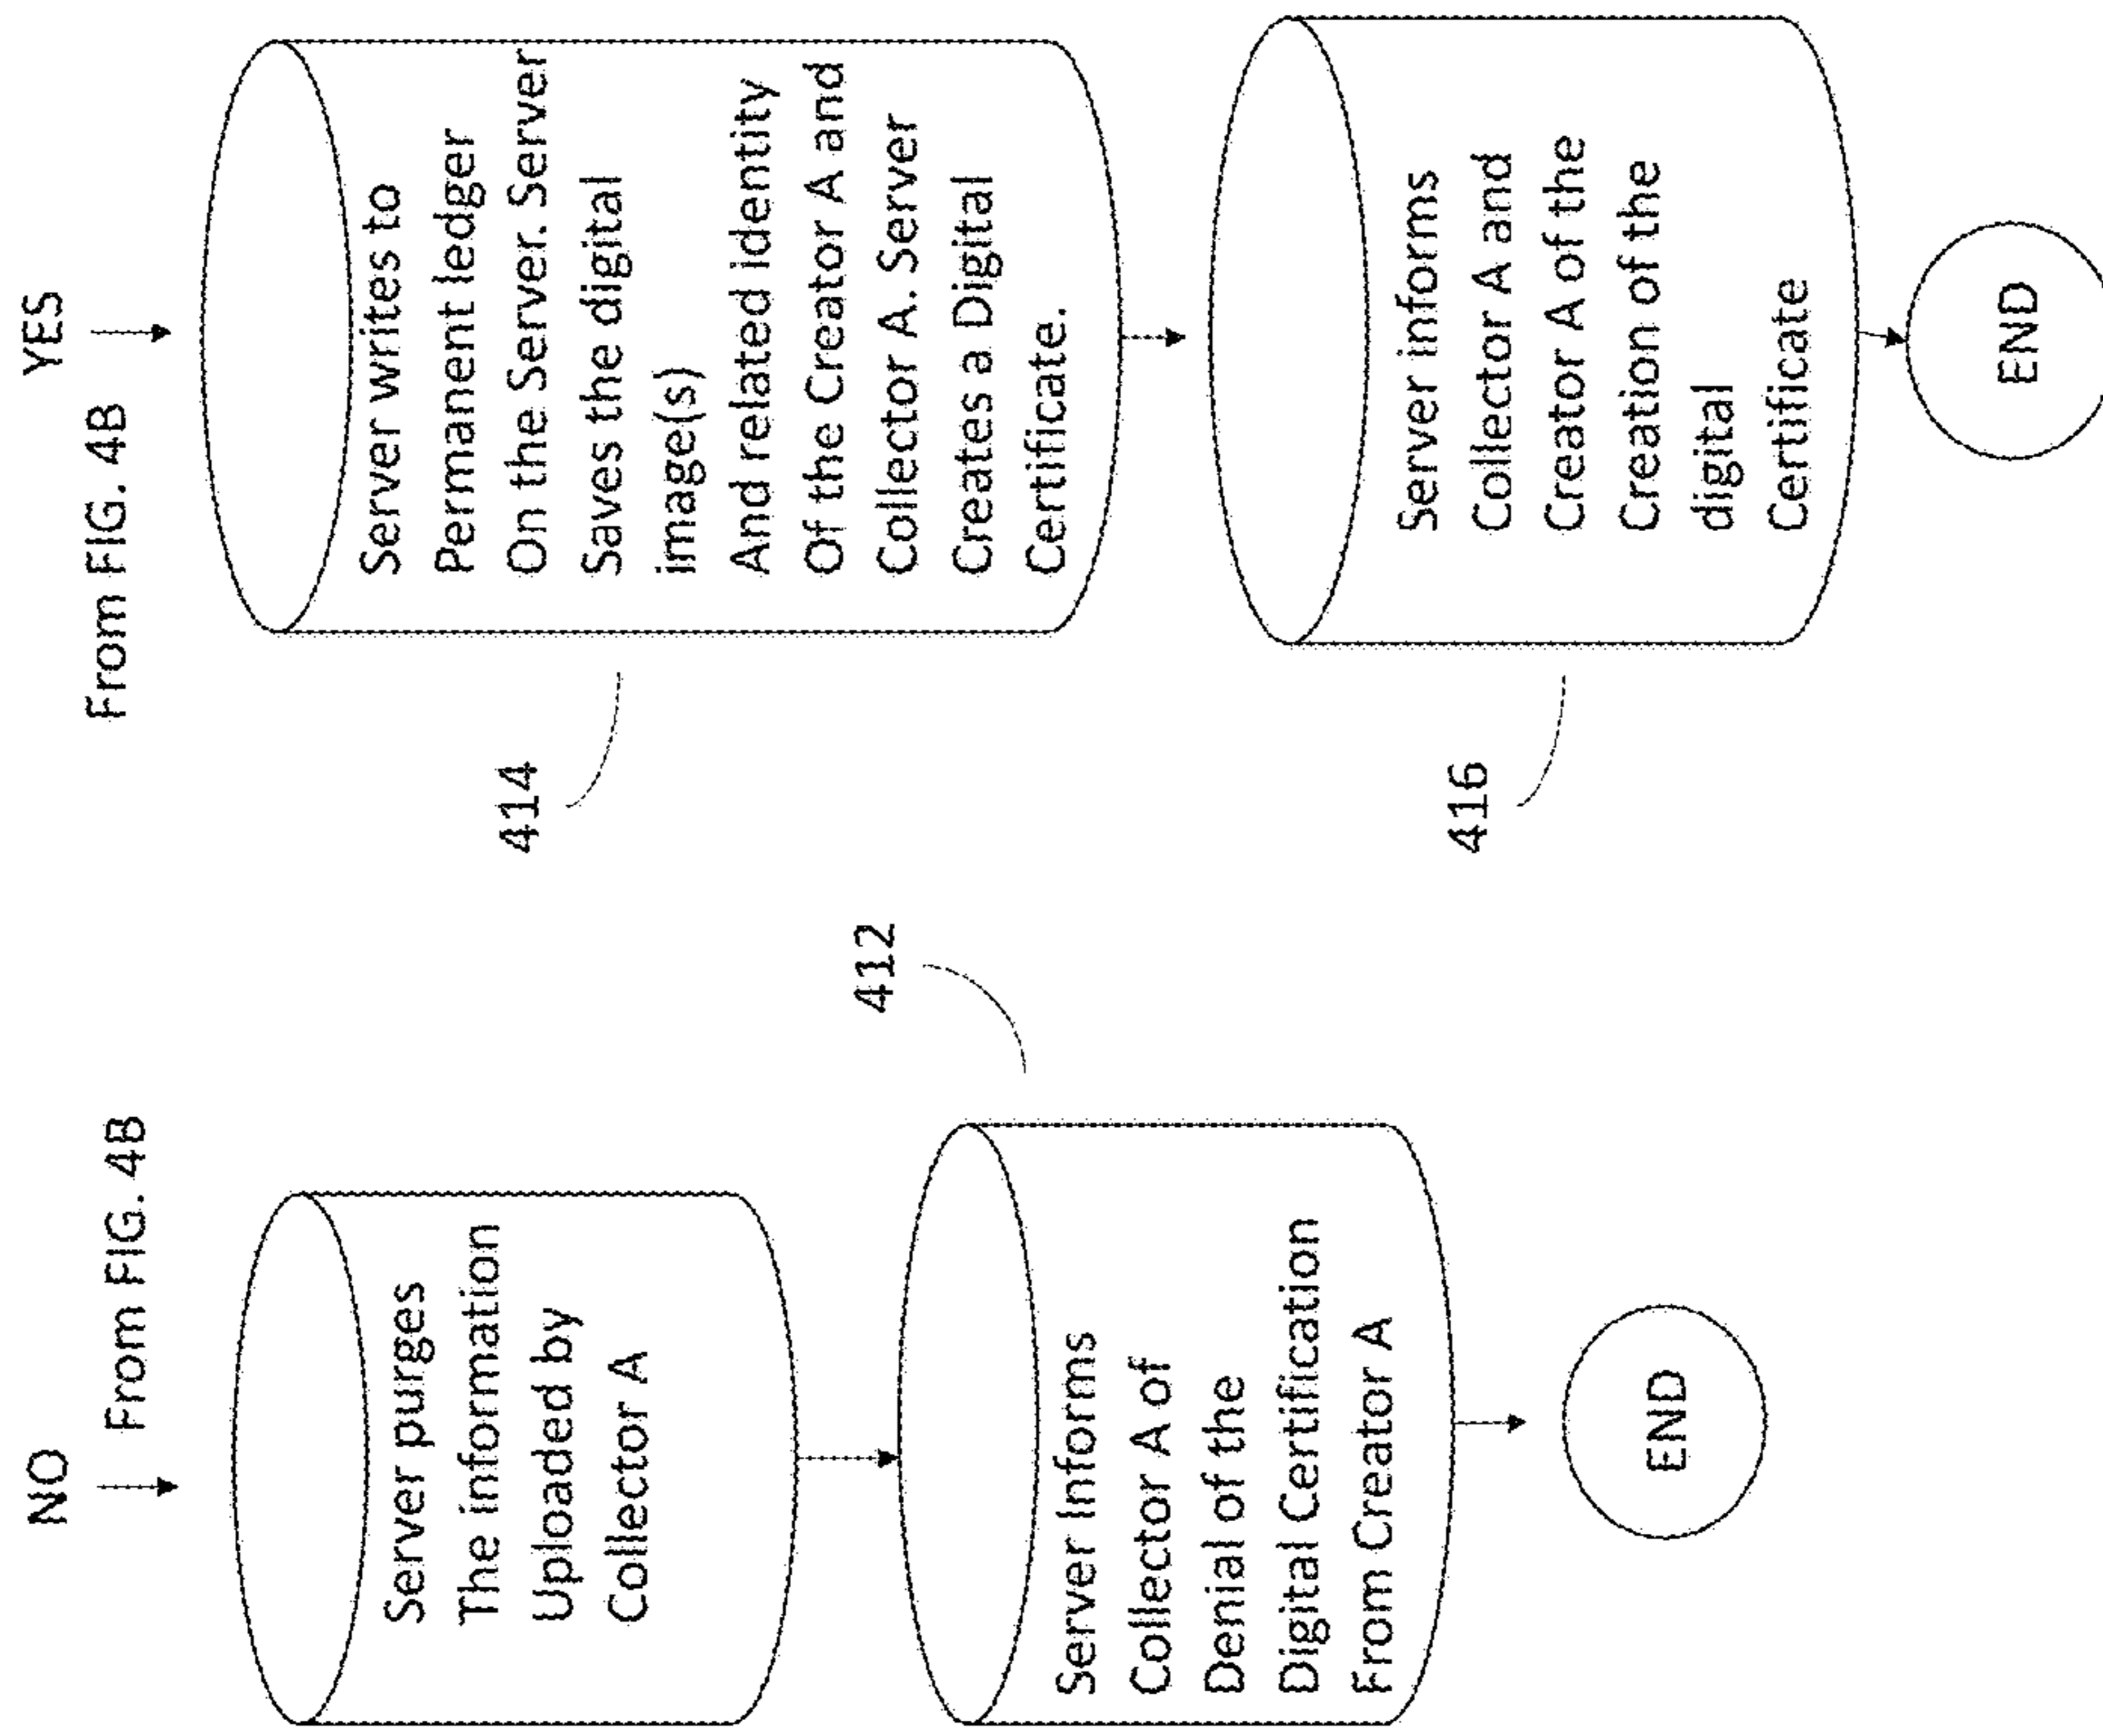 NO
From FIG. 4B
Server purges
The information
Uploaded by
Collector A
412
Server Informs
Collector A of
Denial of the
Digital Certification
From Creator A
END
YES
From FIG. 4B
Server writes to
Permanent ledger
On the Server. Server
Saves the digital
image(s)
And related identity
Of the Creator A and
Collector A. Server
Creates a Digital
Certificate.
414
Server informs
Collector A and
Creator A of the
Creation of the
digital
Certificate
416
END